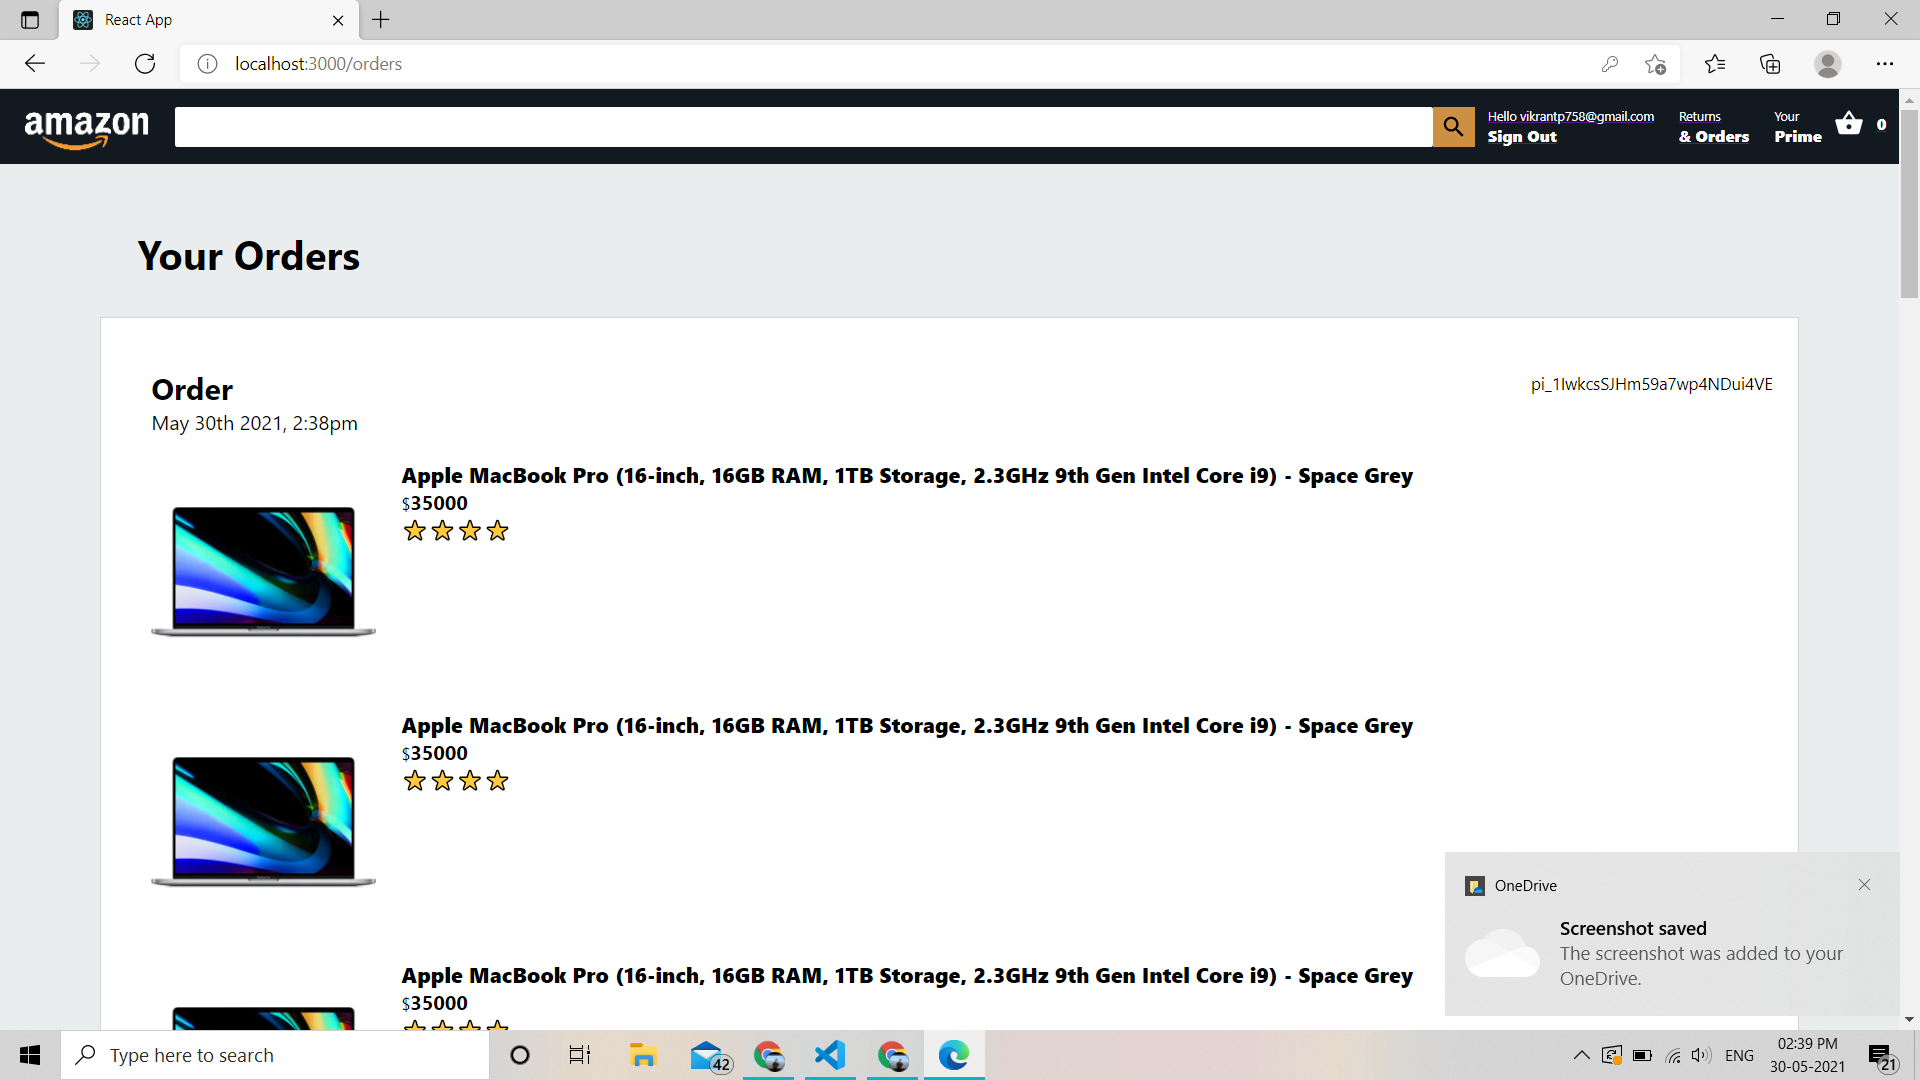 React App
localhost:3000/orders
amazon
Hello vikrantp758@gmail.com
Sign Out
Returns
& Orders
Your
Prime
0
Your Orders
Order
May 30th 2021, 2:38pm
pi_1IwkcsSJHm59a7wp4NDui4VE
Apple MacBook Pro (16-inch, 16GB RAM, 1TB Storage, 2.3GHz 9th Gen Intel Core i9) - Space Grey
$35000
Apple MacBook Pro (16-inch, 16GB RAM, 1TB Storage, 2.3GHz 9th Gen Intel Core i9) - Space Grey
$35000
Apple MacBook Pro (16-inch, 16GB RAM, 1TB Storage, 2.3GHz 9th Gen Intel Core i9) - Space Grey
$35000
OneDrive
Screenshot saved
The screenshot was added to your
OneDrive.
Type here to search
42
ENG
02:39 PM
30-05-2021
21